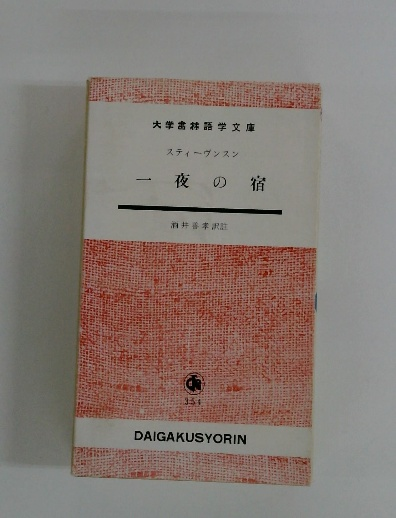 大学書林語学文庫
スティーヴンスン
一夜の宿
酒井善孝訳註
354
DAIGAKUSYORIN